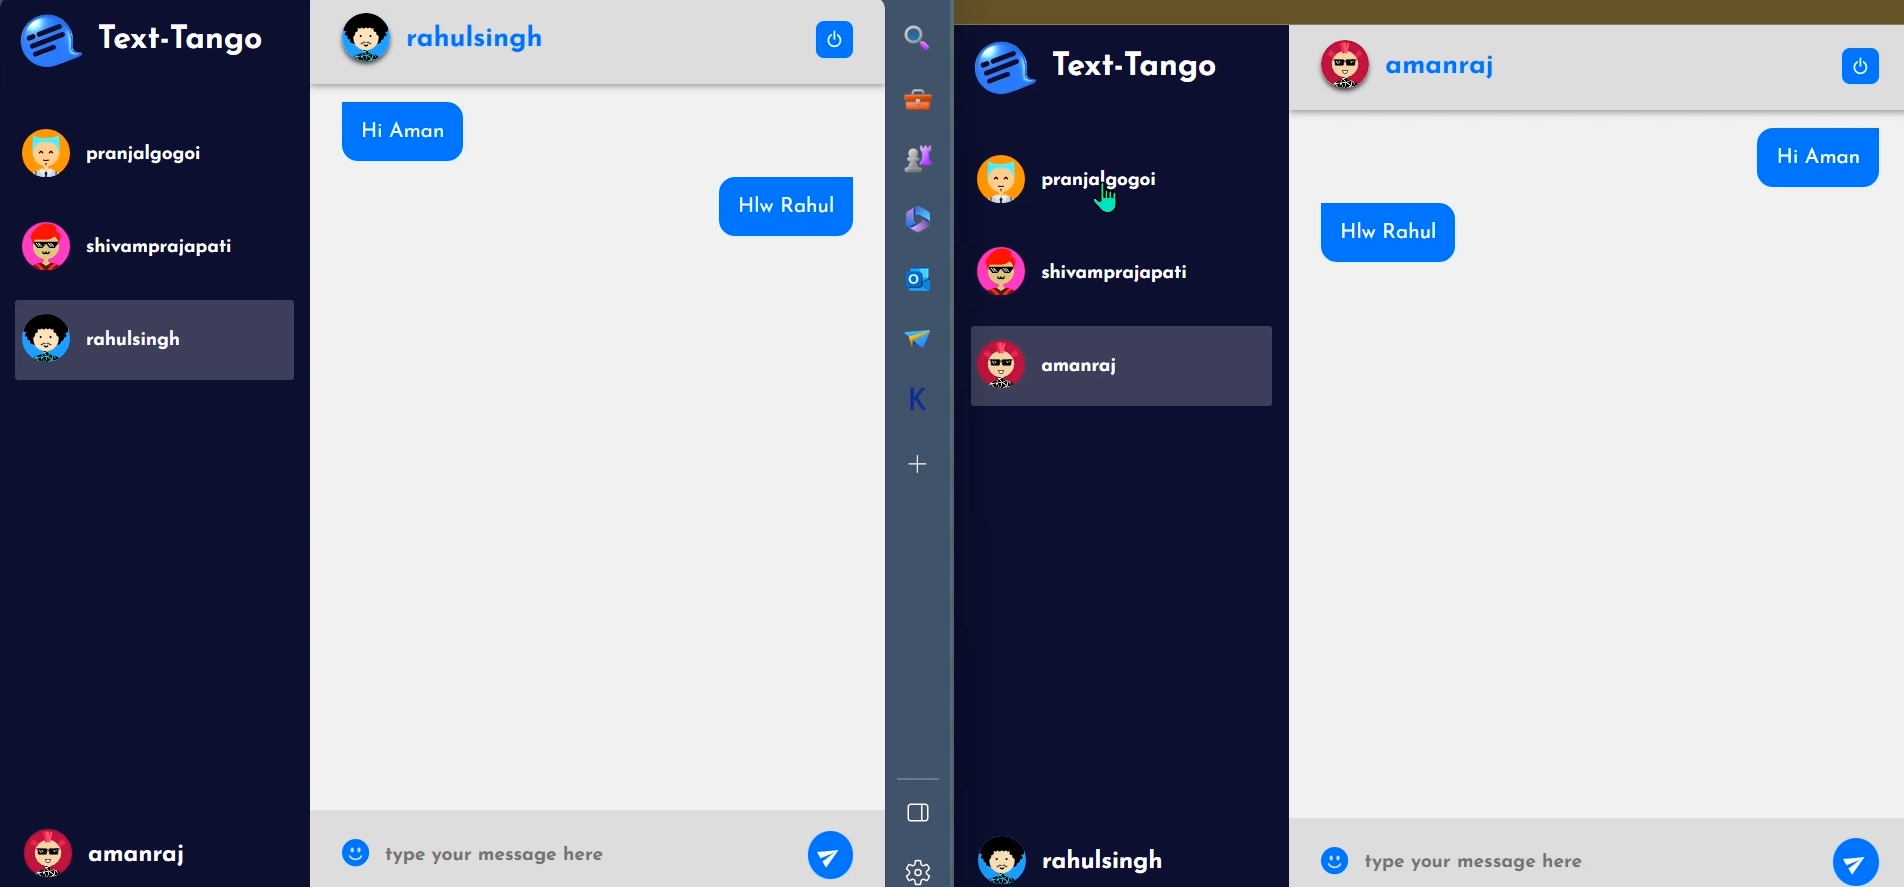 Text-Tango
pranjalgogoi
shivamprajapati
rahulsingh
amanraj
rahulsingh
Hi Aman
Hlw Rahul
type your message here
K
Text-Tango
pranjalgogoi
shivamprajapati
amanraj
rahulsingh
amanraj
Hi Aman
Hlw Rahul
type your message here